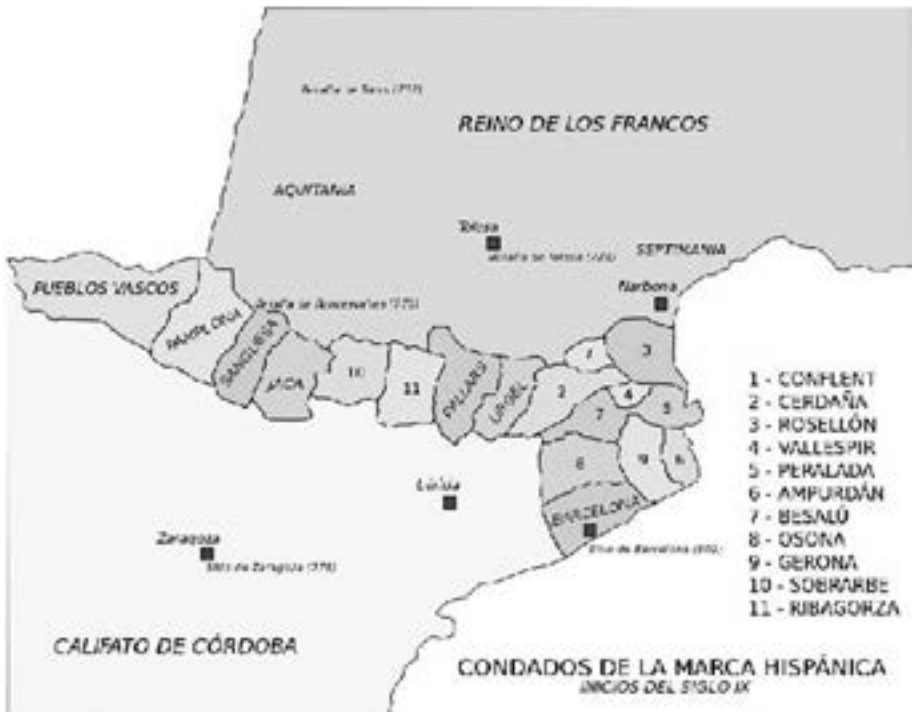 REINO DE LOS FRANCOS
AQUITANIA
Tolosa
SEPTIMANIA
Narbona
PUEBLOS VASCOS
PAMPLONA
SANGÜESA
JACA
10
11
PALLARS
URGEL
2
1
3
4
7
5
8
9
6
BARCELONA
Lérida
Zaragoza
CALIFATO DE CÓRDOBA
1 - CONFLENT
2 - CERDAÑA
3 - ROSELLÓN
4 - VALLESPIR
5 - PERALADA
6 - AMPURDÁN
7 - BESALÚ
8 - OSONA
9 - GERONA
10 - SOBRARBE
11 - RIBAGORZA
CONDADOS DE LA MARCA HISPÁNICA
INICIOS DEL SIGLO IX